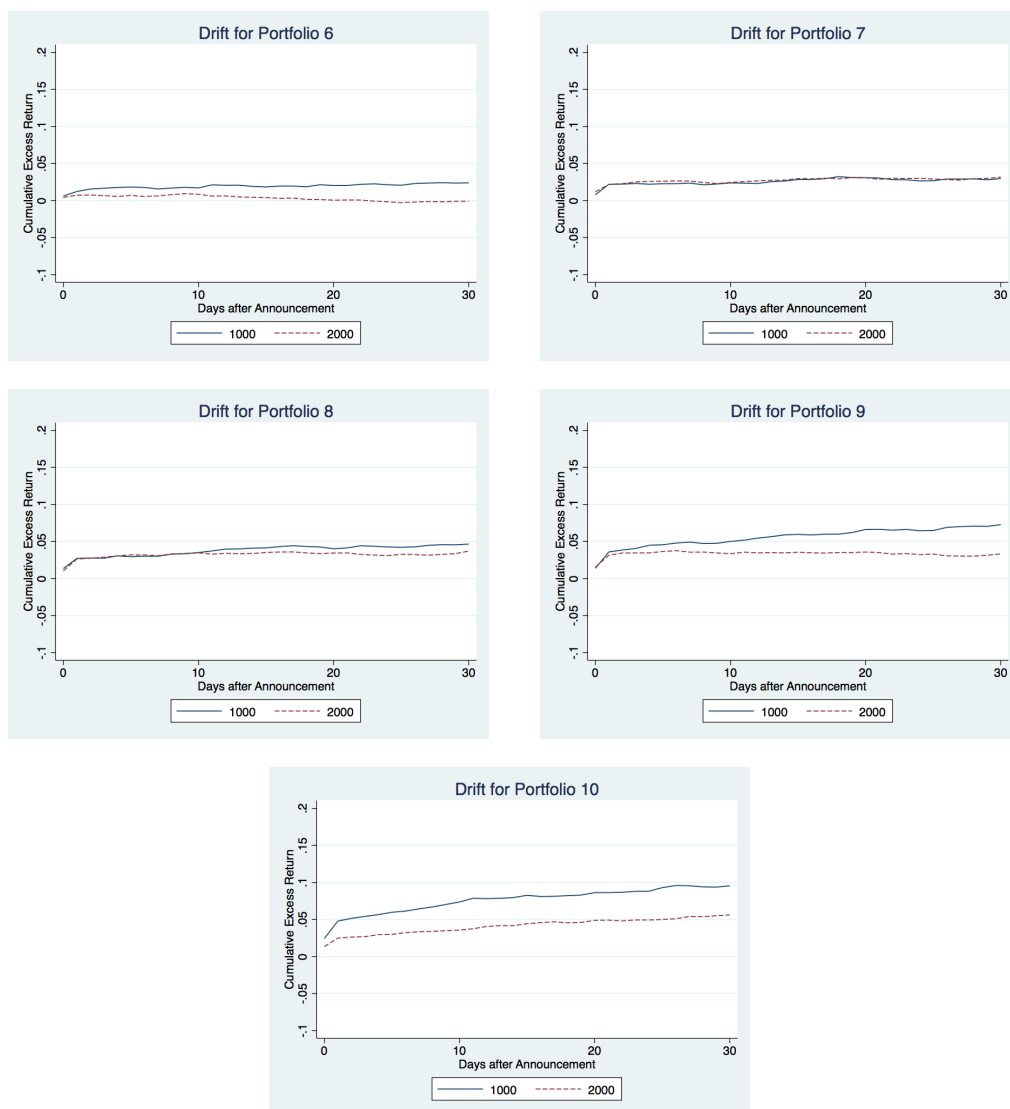 Drift for Portfolio 6
Cumulative Excess Return
.2
.15
.1
.05
0
-.05
-.1
0 10 20 30
Days after Announcement
1000 2000
Drift for Portfolio 7
Cumulative Excess Return
.2
.15
.1
.05
0
-.05
-.1
0 10 20 30
Days after Announcement
1000 2000
Drift for Portfolio 8
Cumulative Excess Return
.2
.15
.1
.05
0
-.05
-.1
0 10 20 30
Days after Announcement
1000 2000
Drift for Portfolio 9
Cumulative Excess Return
.2
.15
.1
.05
0
-.05
-.1
0 10 20 30
Days after Announcement
1000 2000
Drift for Portfolio 10
Cumulative Excess Return
.2
.15
.1
.05
0
-.05
-.1
0 10 20 30
Days after Announcement
1000 2000